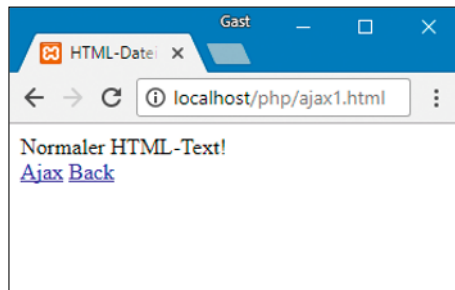 Gast
HTML-Datei
localhost/php/ajax1.html
Normaler HTML-Text!
Ajax Back